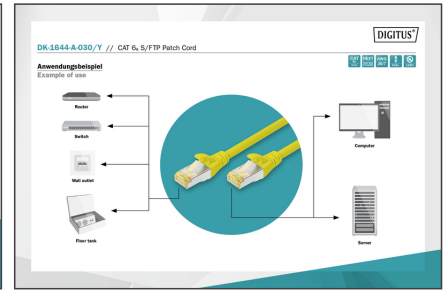 DIGITUS®
DK-1644-A-030/Y // CAT 6A S/FTP Patch Cord
Anwendungsbeispiel
Example of use
Router
Switch
Wall outlet
Floor tank
Computer
Server